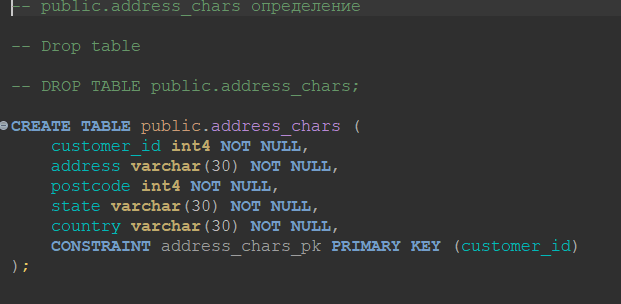 -- public.address_chars определение
-- Drop table
-- DROP TABLE public.address_chars;
CREATE TABLE public.address_chars (
customer_id int4 NOT NULL,
address varchar(30) NOT NULL,
postcode int4 NOT NULL,
state varchar(30) NOT NULL,
country varchar(30) NOT NULL,
CONSTRAINT address_chars_pk PRIMARY KEY (customer_id)
);